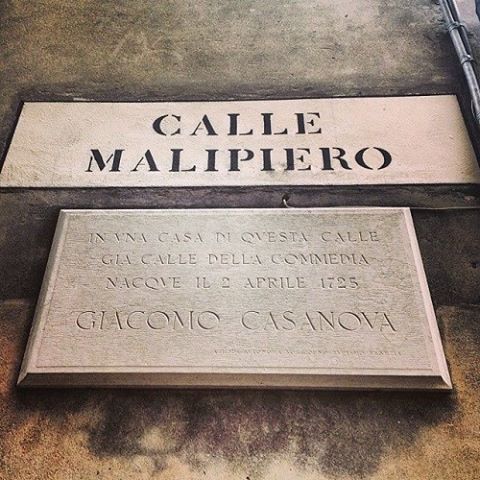 CALLE
MALIPIERO
IN VNA CASA DI QVESTA CALLE
GIA CALLE DELLA COMMEDIA
NACQVE IL 2 APRILE 1725
GIACOMO CASANOVA